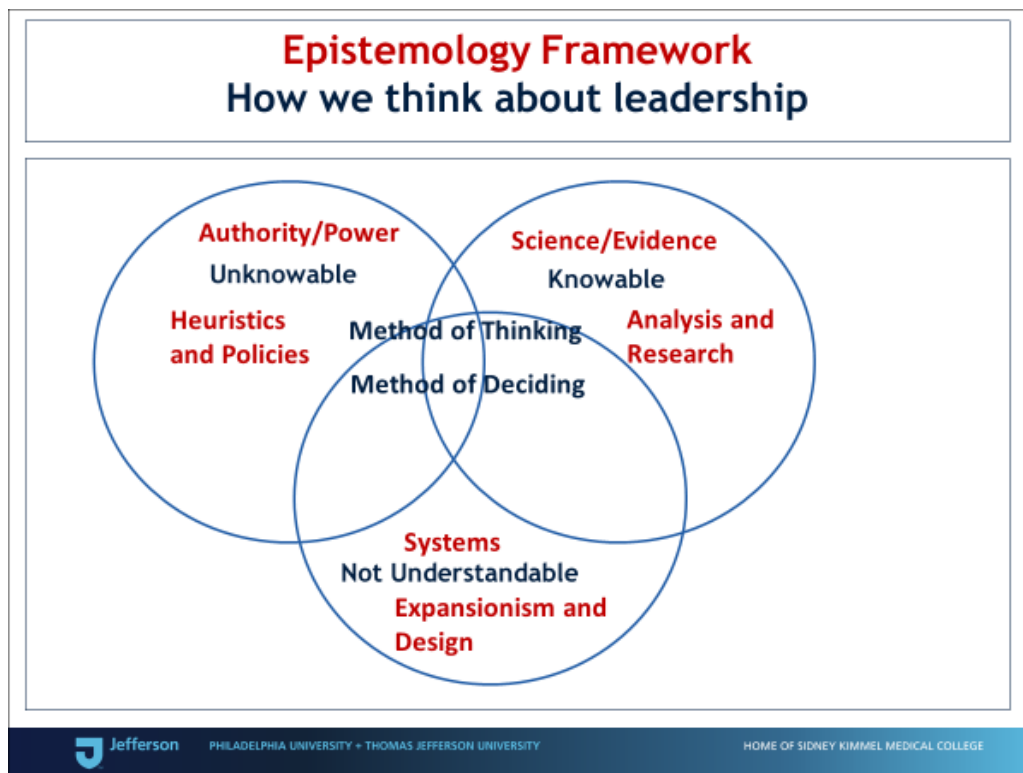 Epistemology Framework
How we think about leadership
Authority/Power
Unknowable
Heuristics
and Policies
Science/Evidence
Knowable
Analysis and
Research
Method of Thinking
Method of Deciding
Systems
Not Understandable
Expansionism and
Design
Jefferson
PHILADELPHIA UNIVERSITY + THOMAS JEFFERSON UNIVERSITY
HOME OF SIDNEY KIMMEL MEDICAL COLLEGE